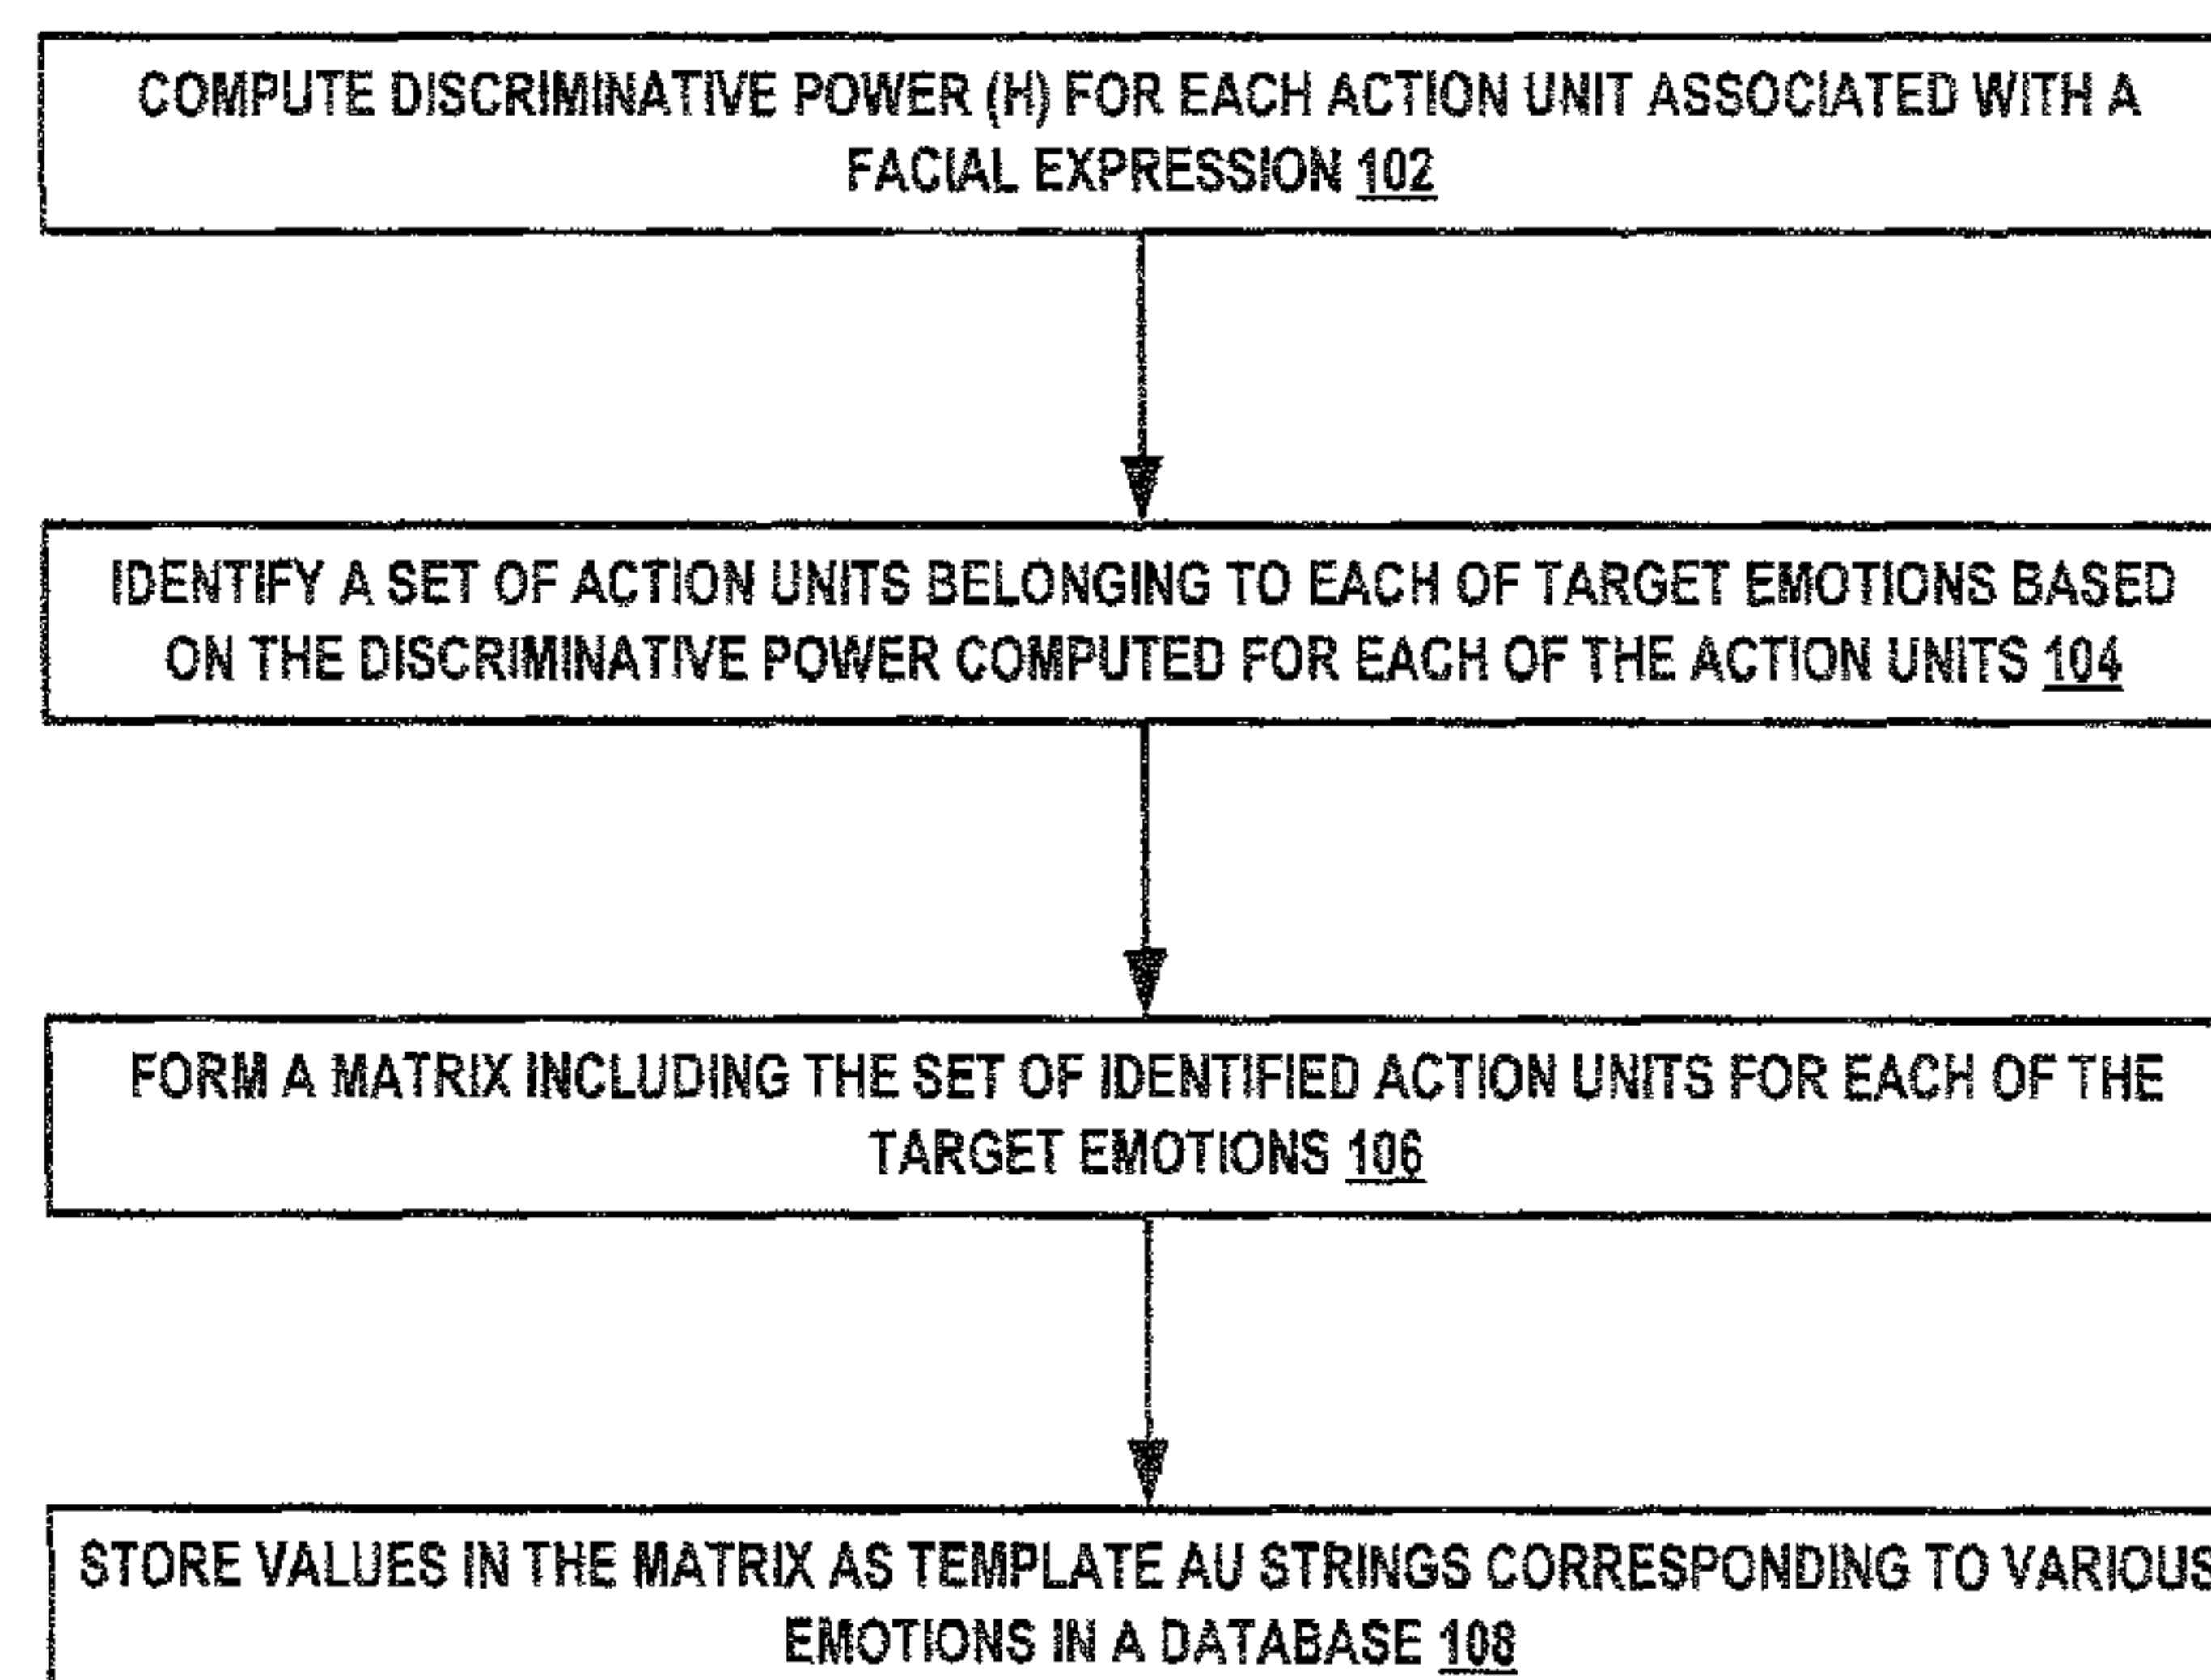 COMPUTE DISCRIMINATIVE POWER (H) FOR EACH ACTION UNIT ASSOCIATED WITH A
FACIAL EXPRESSION 102
IDENTIFY A SET OF ACTION UNITS BELONGING TO EACH OF TARGET EMOTIONS BASED
ON THE DISCRIMINATIVE POWER COMPUTED FOR EACH OF THE ACTION UNITS 104
FORM A MATRIX INCLUDING THE SET OF IDENTIFIED ACTION UNITS FOR EACH OF THE
TARGET EMOTIONS 106
STORE VALUES IN THE MATRIX AS TEMPLATE AU STRINGS CORRESPONDING TO VARIOUS
EMOTIONS IN A DATABASE 108